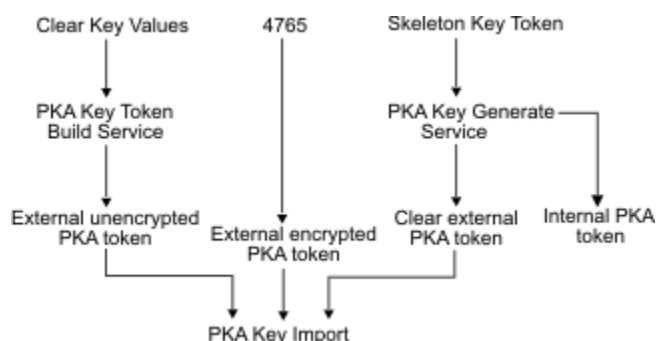 Clear Key Values
4765
Skeleton Key Token
PKA Key Token
Build Service
PKA Key Generate
Service
External unencrypted
PKA token
External encrypted
PKA token
Clear external
PKA token
Internal PKA
token
PKA Key Import